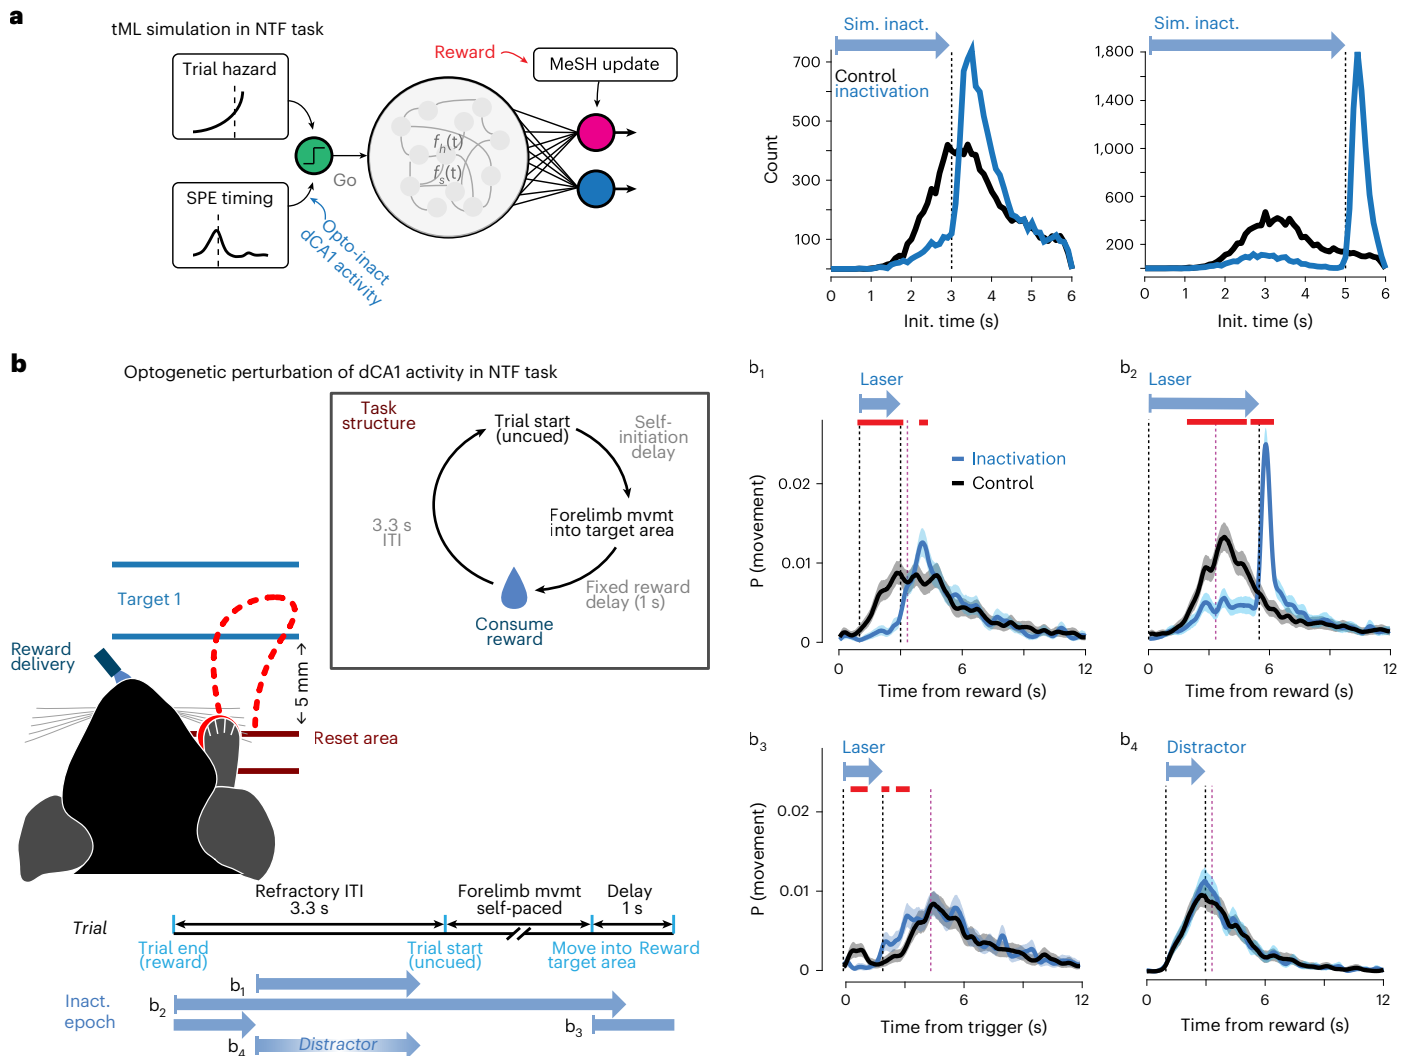 a
tML simulation in NTF task
Trial hazard
SPE timing
Go
Opto-inact
dCA1 activity
f_h(t)
f_s(t)
Reward
MeSH update
Sim. inact.
Control
inactivation
Count
700
500
300
100
0 1 2 3 4 5 6
Init. time (s)
Sim. inact.
1,800
1,400
1,000
600
200
0 1 2 3 4 5 6
Init. time (s)
b
Optogenetic perturbation of dCA1 activity in NTF task
Task
structure
Trial start
(uncued)
Self-
initiation
delay
Forelimb mvmt
into target area
Fixed reward
delay (1 s)
Consume
reward
3.3 s
ITI
Target 1
Reward
delivery
5 mm
Reset area
Trial
Refractory ITI
3.3 s
Forelimb mvmt
self-paced
Delay
1 s
Trial end
(reward)
Trial start
(uncued)
Move into
target area
Reward
Inact.
epoch
b1
b2
b3
b4
Distractor
b1
Laser
Inactivation
Control
P (movement)
0.02
0.01
0
0 6 12
Time from reward (s)
b2
Laser
0 6 12
Time from reward (s)
b3
Laser
P (movement)
0.02
0.01
0
0 6 12
Time from trigger (s)
b4
Distractor
0 6 12
Time from reward (s)